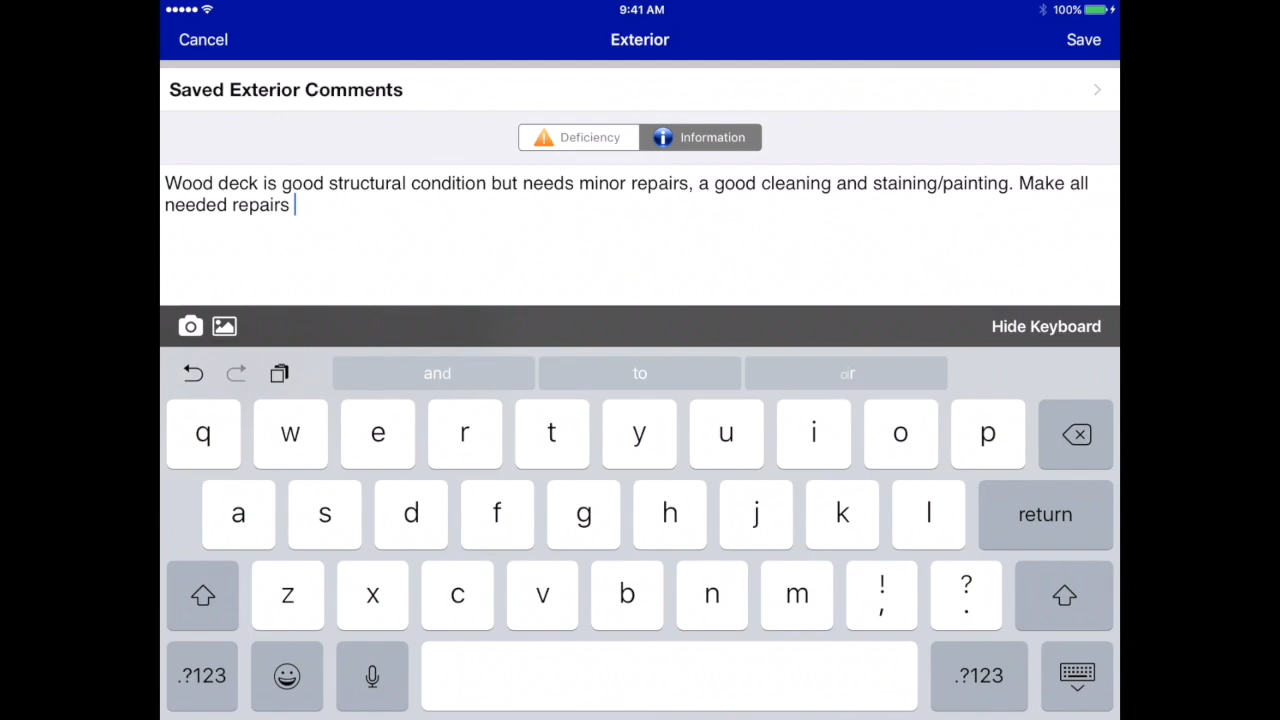 9:41 AM
100%
Cancel
Exterior
Save
Saved Exterior Comments
Deficiency
Information
Wood deck is good structural condition but needs minor repairs, a good cleaning and staining/painting. Make all
needed repairs
Hide Keyboard
and
to
q w e r t y u i o p
a s d f g h j k l
return
z x c v b n m ! , ? .
.?123
.?123